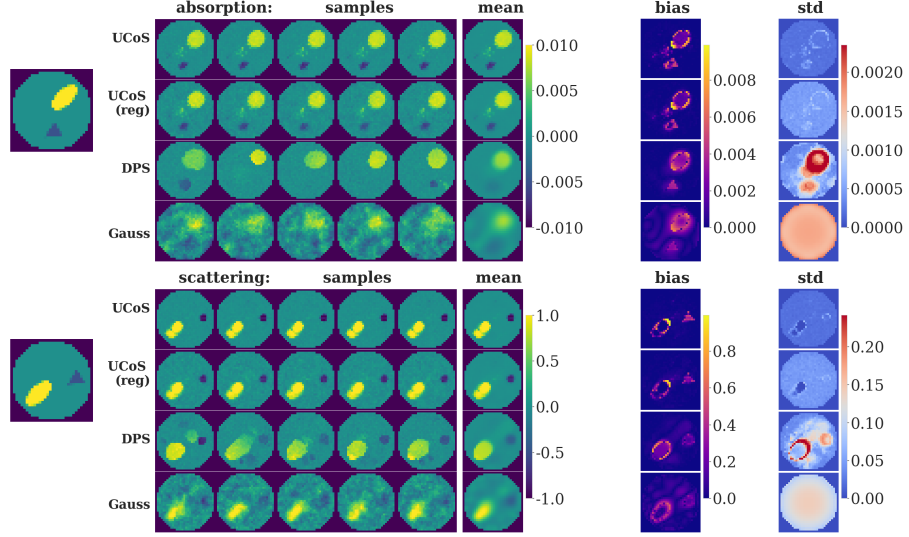 absorption: samples mean bias std
UCoS
UCoS
(reg)
DPS
Gauss
0.010
0.005
0.000
-0.005
-0.010
0.008
0.006
0.004
0.002
0.000
0.0020
0.0015
0.0010
0.0005
0.0000
scattering: samples mean bias std
UCoS
UCoS
(reg)
DPS
Gauss
1.0
0.5
0.0
-0.5
-1.0
0.8
0.6
0.4
0.2
0.0
0.20
0.15
0.10
0.05
0.00